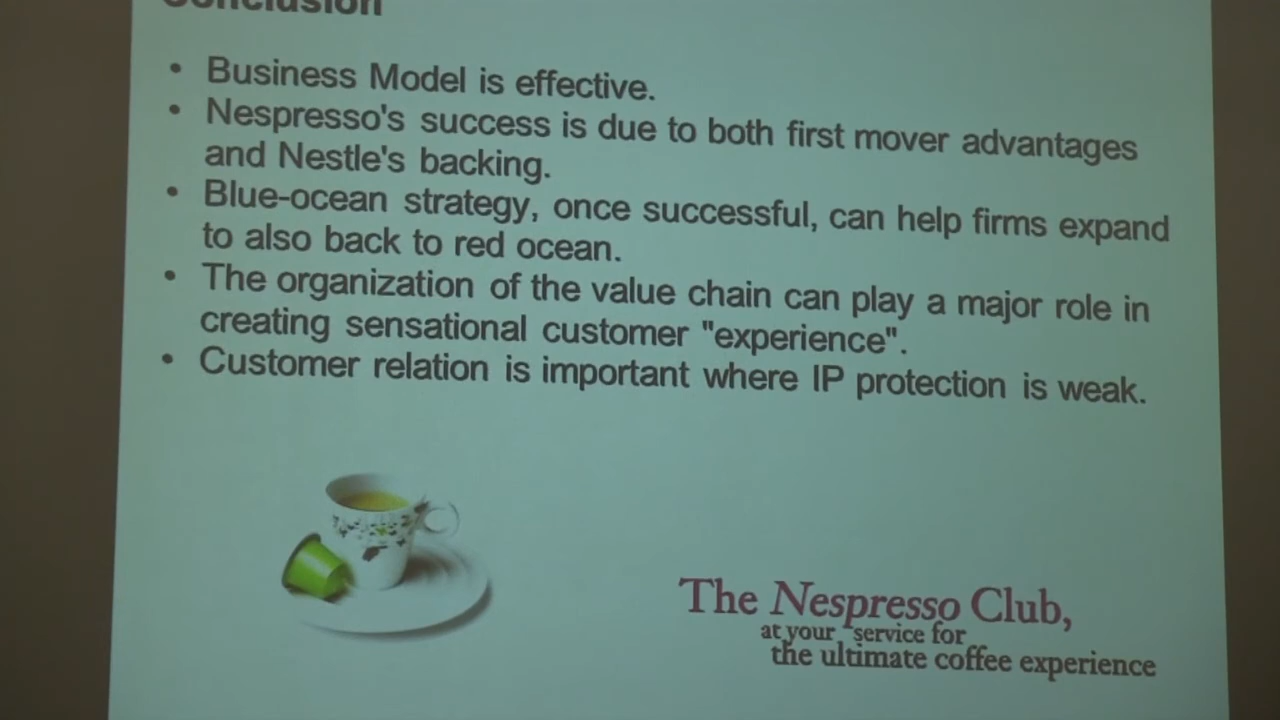 Conclusion
• Business Model is effective.
• Nespresso's success is due to both first mover advantages
and Nestle's backing.
• Blue-ocean strategy, once successful, can help firms expand
to also back to red ocean.
• The organization of the value chain can play a major role in
creating sensational customer "experience".
• Customer relation is important where IP protection is weak.
The Nespresso Club,
at your service for
the ultimate coffee experience